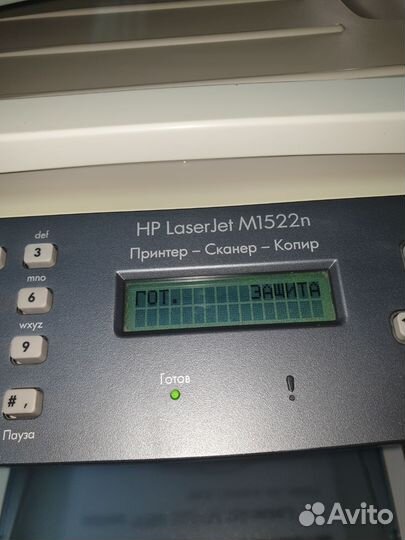 HP LaserJet M1522n
Принтер – Сканер – Копир
def
3
mno
6
wxyz
9
#,
Пауза
ГОТ. ЗАЩИТА
Готов
!
Avito